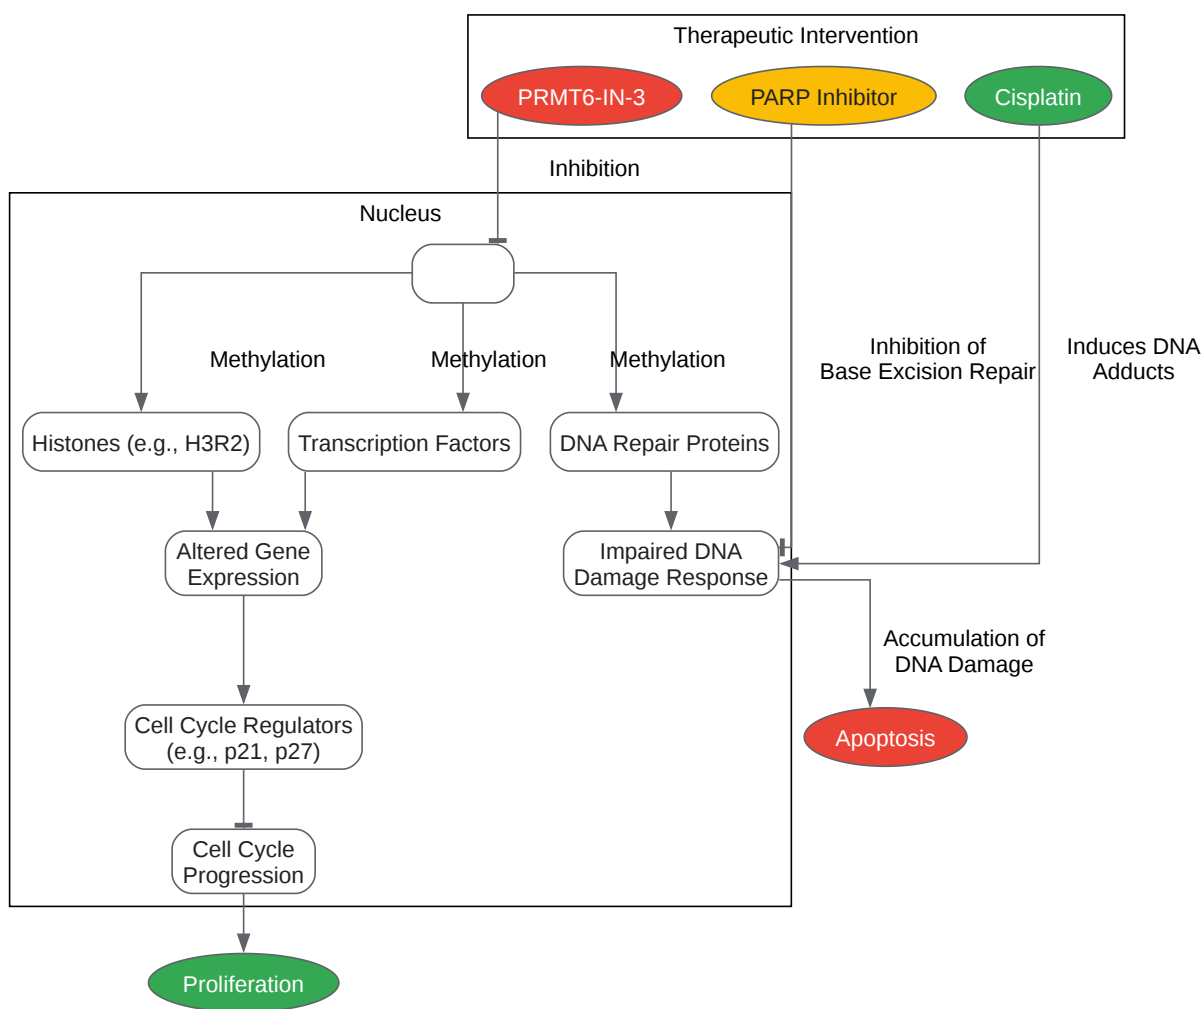 Therapeutic Intervention
PRMT6-IN-3
PARP Inhibitor
Cisplatin
Inhibition
Nucleus
Methylation
Methylation
Methylation
Inhibition of
Base Excision Repair
Induces DNA
Adducts
Histones (e.g., H3R2)
Transcription Factors
DNA Repair Proteins
Altered Gene
Expression
Impaired DNA
Damage Response
Accumulation of
DNA Damage
Cell Cycle Regulators
(e.g., p21, p27)
Apoptosis
Cell Cycle
Progression
Proliferation